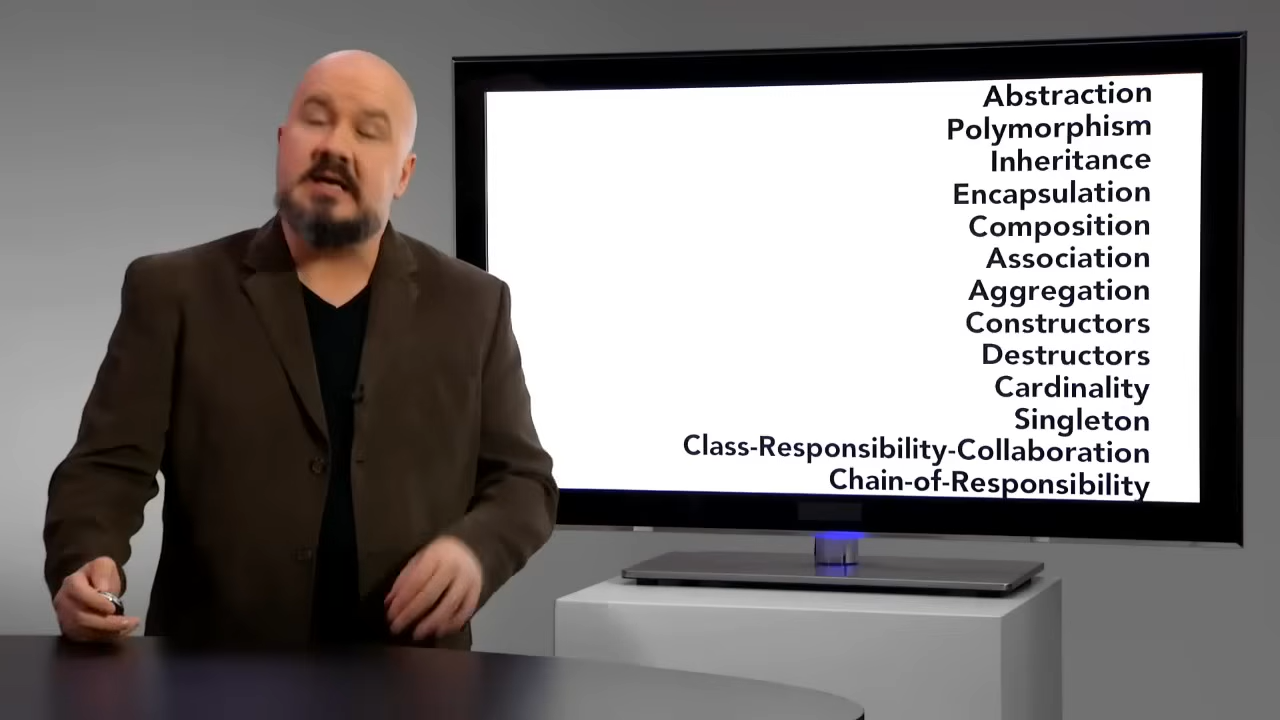 Abstraction
Polymorphism
Inheritance
Encapsulation
Composition
Association
Aggregation
Constructors
Destructors
Cardinality
Singleton
Class-Responsibility-Collaboration
Chain-of-Responsibility